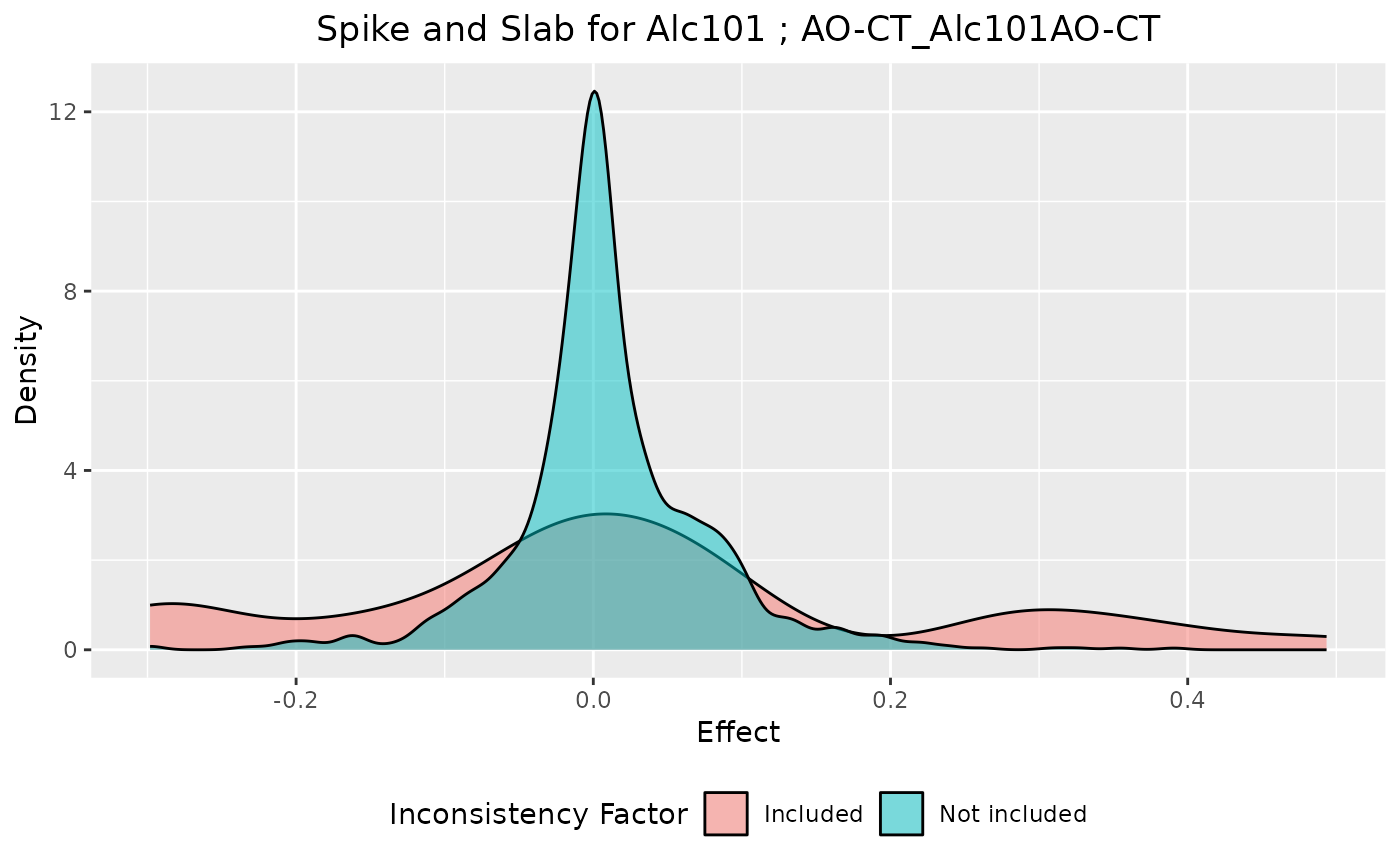 Spike and Slab for Alc101 ; AO-CT_Alc101AO-CT
12
8
4
0
Density
-0.2 0.0 0.2 0.4
Effect
Inconsistency Factor Included Not included